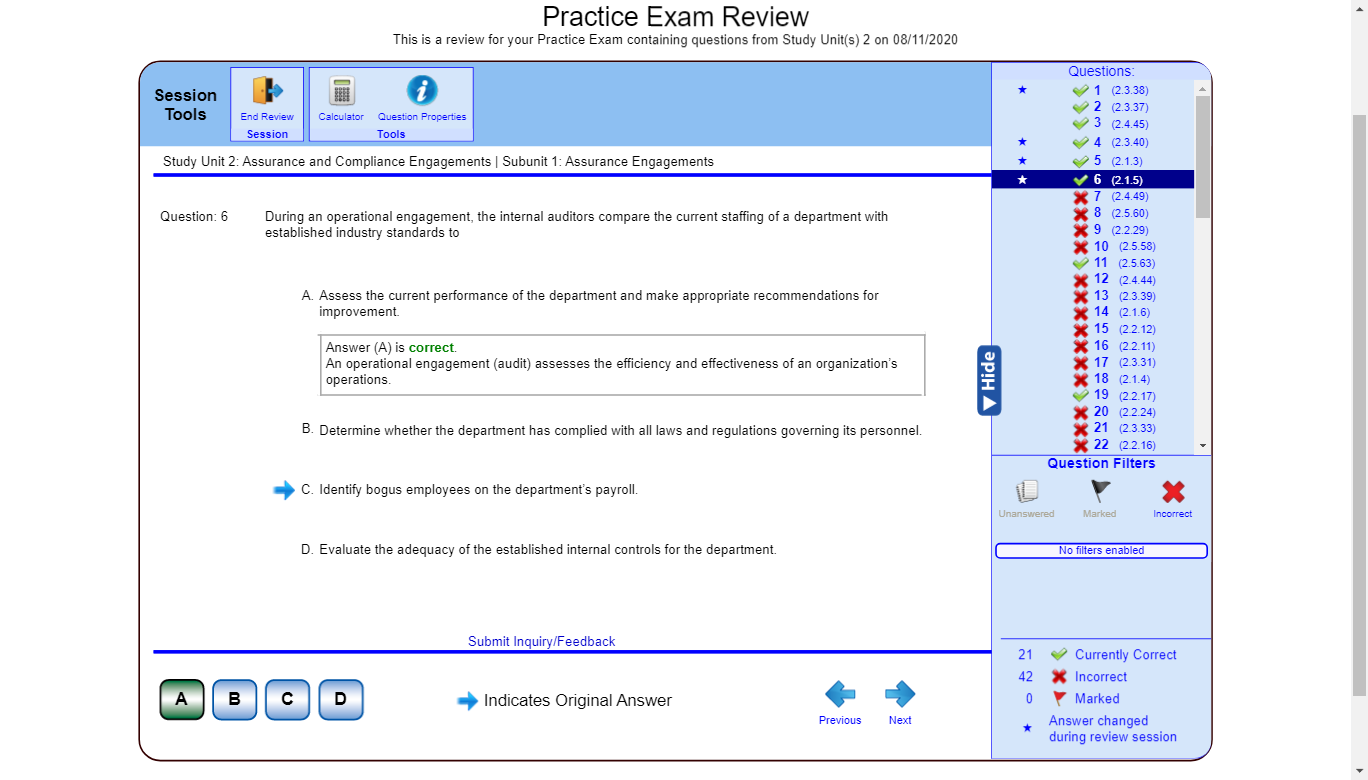 Practice Exam Review
This is a review for your Practice Exam containing questions from Study Unit(s) 2 on 08/11/2020
Session
Tools
End Review
Session
Calculator
Question Properties
Tools
Study Unit 2: Assurance and Compliance Engagements | Subunit 1: Assurance Engagements
Question: 6
During an operational engagement, the internal auditors compare the current staffing of a department with
established industry standards to
A. Assess the current performance of the department and make appropriate recommendations for
improvement.
Answer (A) is correct.
An operational engagement (audit) assesses the efficiency and effectiveness of an organization's
operations.
B. Determine whether the department has complied with all laws and regulations governing its personnel.
C. Identify bogus employees on the department's payroll.
D. Evaluate the adequacy of the established internal controls for the department.
Submit Inquiry/Feedback
A B C D
Indicates Original Answer
Previous
Next
Hide
Questions:
1 (2.3.38)
2 (2.3.37)
3 (2.4.45)
4 (2.3.40)
5 (2.1.3)
6 (2.1.5)
7 (2.4.49)
8 (2.5.60)
9 (2.2.29)
10 (2.5.58)
11 (2.5.63)
12 (2.4.44)
13 (2.3.39)
14 (2.1.6)
15 (2.2.12)
16 (2.2.11)
17 (2.3.31)
18 (2.1.4)
19 (2.2.17)
20 (2.2.24)
21 (2.3.33)
22 (2.2.16)
Question Filters
Unanswered
Marked
Incorrect
No filters enabled
21 Currently Correct
42 Incorrect
0 Marked
Answer changed
during review session